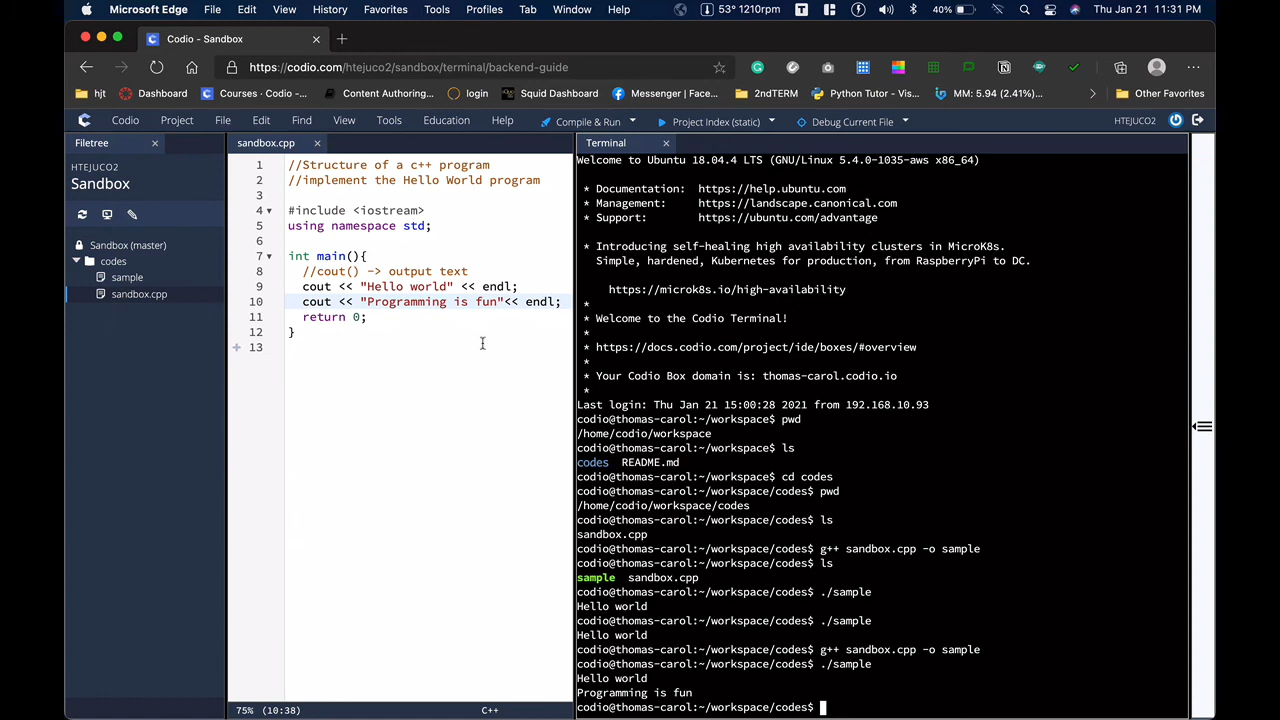 Microsoft Edge File Edit View History Favorites Tools Profiles Tab Window Help 53° 1210rpm 40% Thu Jan 21 11:31 PM
Codio - Sandbox
https://codio.com/htejuco2/sandbox/terminal/backend-guide
hjt Dashboard Courses · Codio –... Content Authoring... login Squid Dashboard Messenger | Face... 2ndTERM Python Tutor - Vis... MM: 5.94 (2.41%)... Other Favorites
Codio Project File Edit Find View Tools Education Help Compile & Run Project Index (static) Debug Current File HTEJUCO2
Filetree
HTEJUCO2
Sandbox
Sandbox (master)
codes
sample
sandbox.cpp
sandbox.cpp
1 //Structure of a c++ program
2 //implement the Hello World program
3
4 #include <iostream>
5 using namespace std;
6
7 int main(){
8 //cout() -> output text
9 cout << "Hello world" << endl;
10 cout << "Programming is fun"<< endl;
11 return 0;
12 }
13
75% (10:38) C++
Terminal
Welcome to Ubuntu 18.04.4 LTS (GNU/Linux 5.4.0-1035-aws x86_64)
* Documentation: https://help.ubuntu.com
* Management: https://landscape.canonical.com
* Support: https://ubuntu.com/advantage
* Introducing self-healing high availability clusters in MicroK8s.
Simple, hardened, Kubernetes for production, from RaspberryPi to DC.
https://microk8s.io/high-availability
*
* Welcome to the Codio Terminal!
*
* https://docs.codio.com/project/ide/boxes/#overview
*
* Your Codio Box domain is: thomas-carol.codio.io
*
Last login: Thu Jan 21 15:00:28 2021 from 192.168.10.93
codio@thomas-carol:~/workspace$ pwd
/home/codio/workspace
codio@thomas-carol:~/workspace$ ls
codes README.md
codio@thomas-carol:~/workspace$ cd codes
codio@thomas-carol:~/workspace/codes$ pwd
/home/codio/workspace/codes
codio@thomas-carol:~/workspace/codes$ ls
sandbox.cpp
codio@thomas-carol:~/workspace/codes$ g++ sandbox.cpp -o sample
codio@thomas-carol:~/workspace/codes$ ls
sample sandbox.cpp
codio@thomas-carol:~/workspace/codes$ ./sample
Hello world
codio@thomas-carol:~/workspace/codes$ ./sample
Hello world
codio@thomas-carol:~/workspace/codes$ g++ sandbox.cpp -o sample
codio@thomas-carol:~/workspace/codes$ ./sample
Hello world
Programming is fun
codio@thomas-carol:~/workspace/codes$